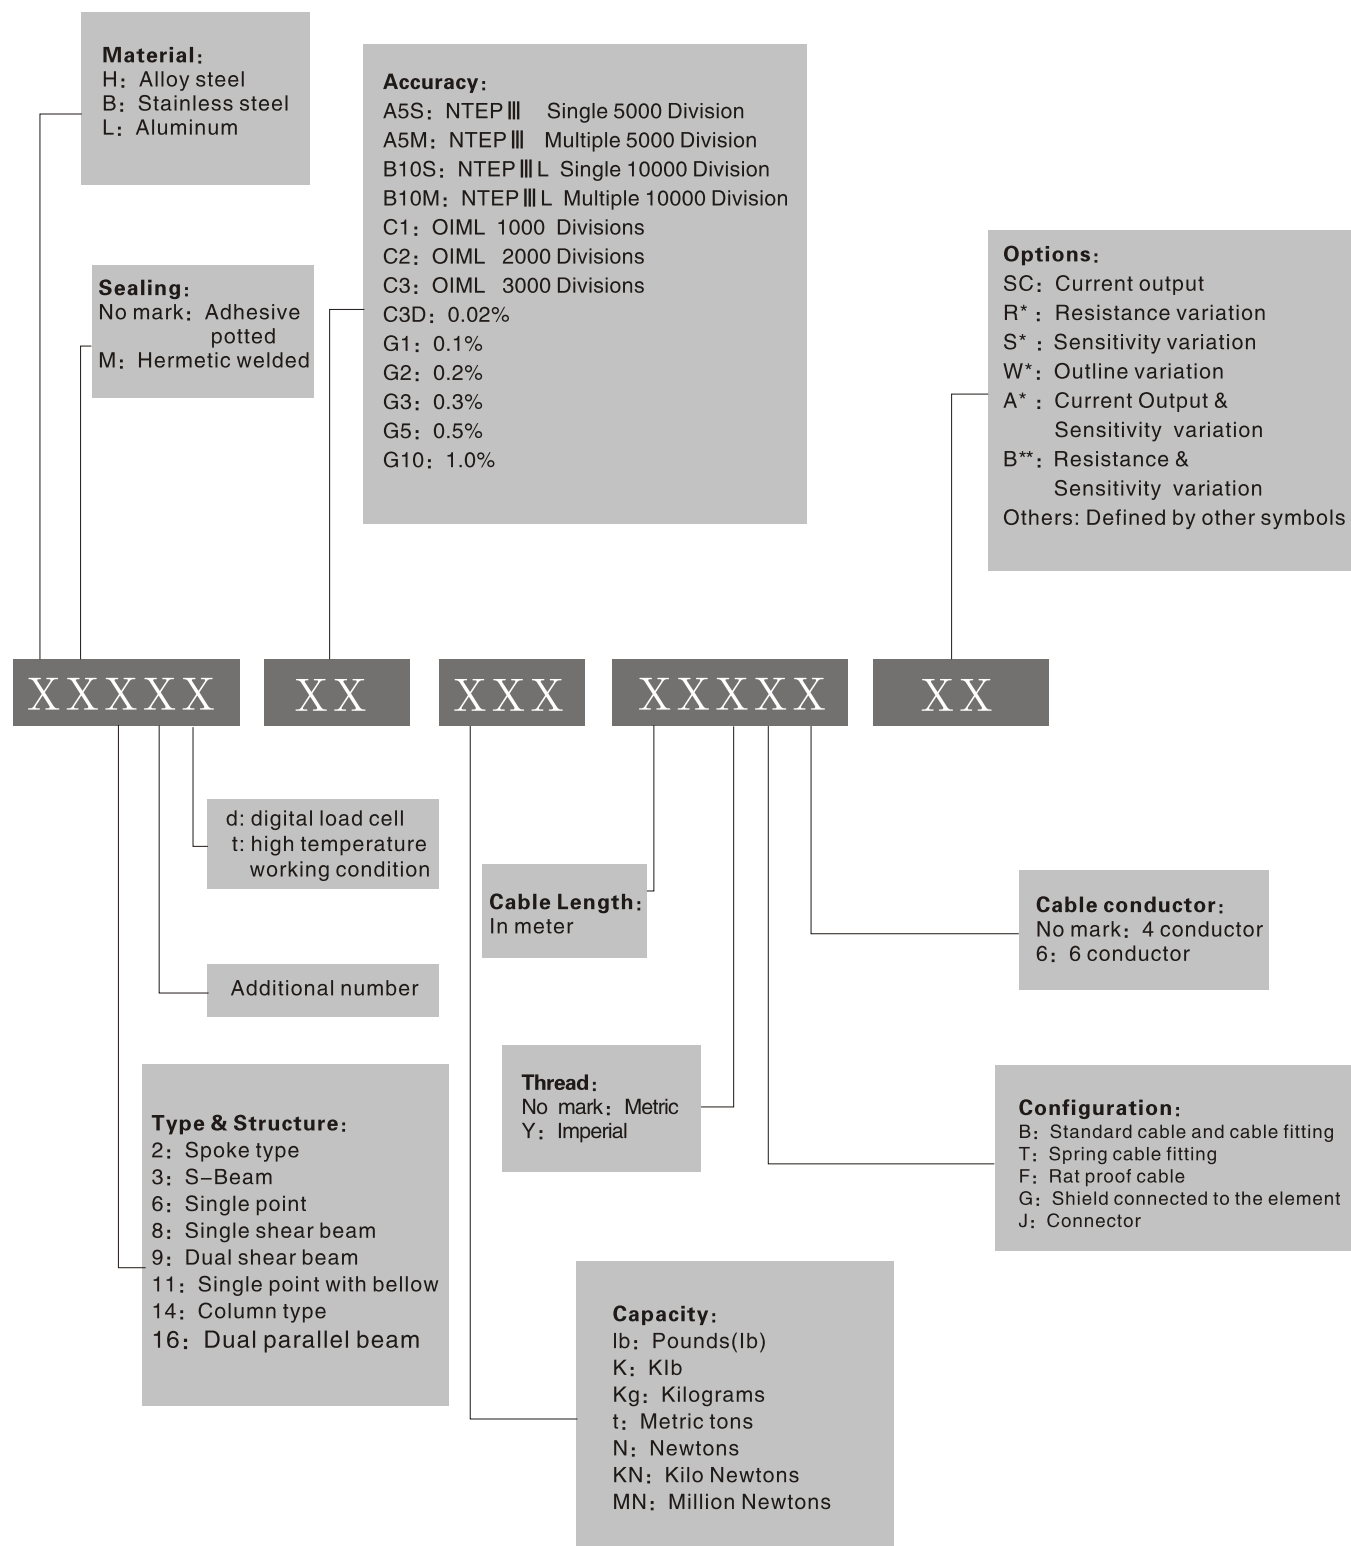 Material:
H: Alloy steel
B: Stainless steel
L: Aluminum
Accuracy:
A5S: NTEP Ⅲ Single 5000 Division
A5M: NTEP Ⅲ Multiple 5000 Division
B10S: NTEP Ⅲ L Single 10000 Division
B10M: NTEP Ⅲ L Multiple 10000 Division
C1: OIML 1000 Divisions
C2: OIML 2000 Divisions
C3: OIML 3000 Divisions
C3D: 0.02%
G1: 0.1%
G2: 0.2%
G3: 0.3%
G5: 0.5%
G10: 1.0%
Sealing:
No mark: Adhesive
potted
M: Hermetic welded
Options:
SC: Current output
R*: Resistance variation
S*: Sensitivity variation
W*: Outline variation
A*: Current Output &
Sensitivity variation
B**: Resistance &
Sensitivity variation
Others: Defined by other symbols
XXXXX XX XXX XXXXX XX
d: digital load cell
t: high temperature
working condition
Additional number
Type & Structure:
2: Spoke type
3: S-Beam
6: Single point
8: Single shear beam
9: Dual shear beam
11: Single point with bellow
14: Column type
16: Dual parallel beam
Cable Length:
In meter
Thread:
No mark: Metric
Y: Imperial
Cable conductor:
No mark: 4 conductor
6: 6 conductor
Configuration:
B: Standard cable and cable fitting
T: Spring cable fitting
F: Rat proof cable
G: Shield connected to the element
J: Connector
Capacity:
lb: Pounds(lb)
K: Klb
Kg: Kilograms
t: Metric tons
N: Newtons
KN: Kilo Newtons
MN: Million Newtons